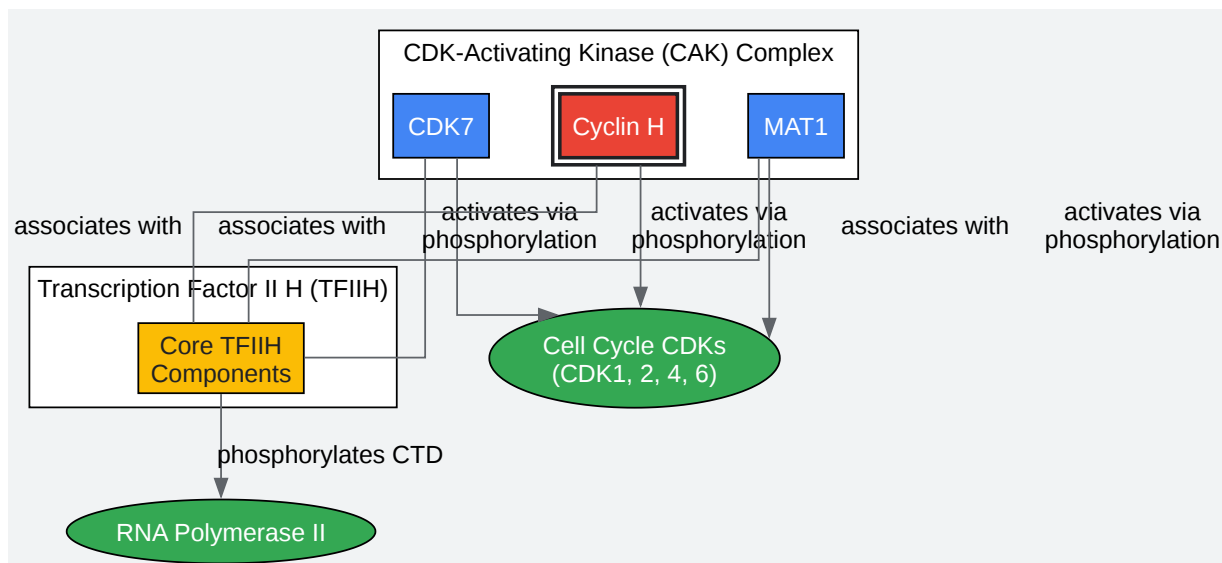 CDK-Activating Kinase (CAK) Complex
CDK7
Cyclin H
MAT1
associates with
associates with
activates via
phosphorylation
activates via
phosphorylation
associates with
activates via
phosphorylation
Transcription Factor II H (TFIIH)
Core TFIIH
Components
Cell Cycle CDKs
(CDK1, 2, 4, 6)
phosphorylates CTD
RNA Polymerase II